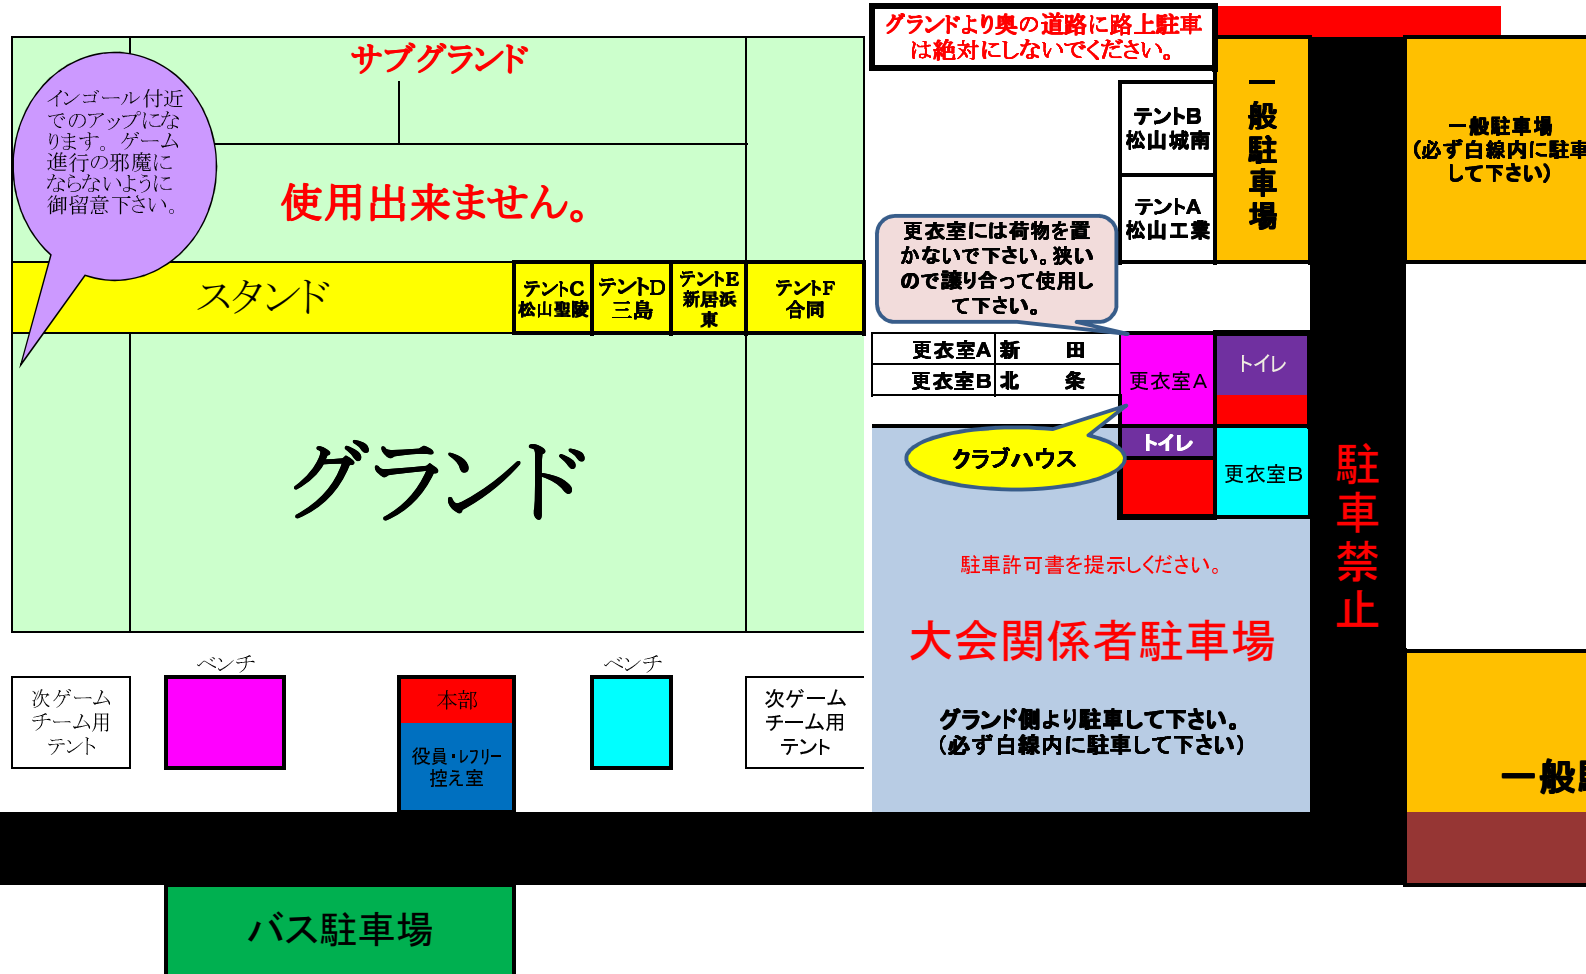 グランドより奥の道路に路上駐車
は絶対にしないでください。
サブグランド
インゴール付近
でのアップにな
ります。ゲーム
進行の邪魔に
ならないように
御留意下さい。
使用出来ません。
テントB
松山城南
テントA
松山工業
一
般
駐
車
場
一般駐車場
(必ず白線内に駐車
して下さい)
更衣室には荷物を置
かないで下さい。狭い
ので譲り合って使用し
て下さい。
スタンド
テントC
松山聖陵
テントD
三島
テントE
新居浜
東
テントF
合同
更衣室A 新 田
更衣室B 北 条
更衣室A
トイレ
トイレ
更衣室B
クラブハウス
グランド
駐
車
禁
止
駐車許可書を提示しください。
大会関係者駐車場
グランド側より駐車して下さい。
(必ず白線内に駐車して下さい)
ベンチ
ベンチ
次ゲーム
チーム用
テント
本部
役員・レフリー
控え室
次ゲーム
チーム用
テント
一般
バス駐車場